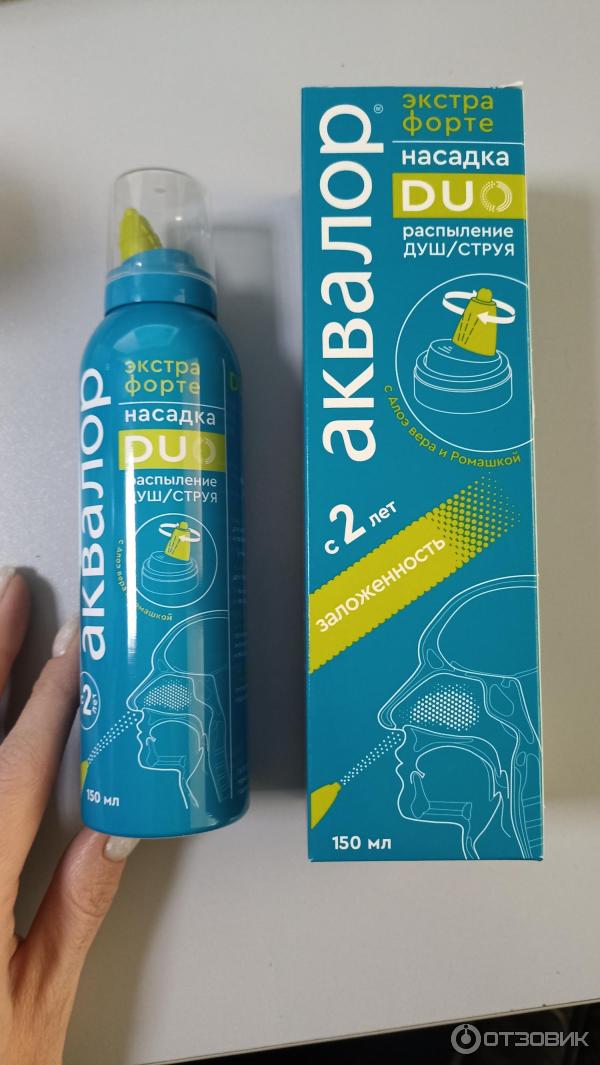 экстра
форте
насадка
DUO
распыление
ДУШ/СТРУЯ
аквалор
с Алоэ вера и Ромашкой
с 2 лет
150 мл
аквалор®
экстра
форте
насадка
DUO
распыление
ДУШ/СТРУЯ
с Алоэ вера и Ромашкой
с 2 лет
заложенность
150 мл
ОТЗОВИК